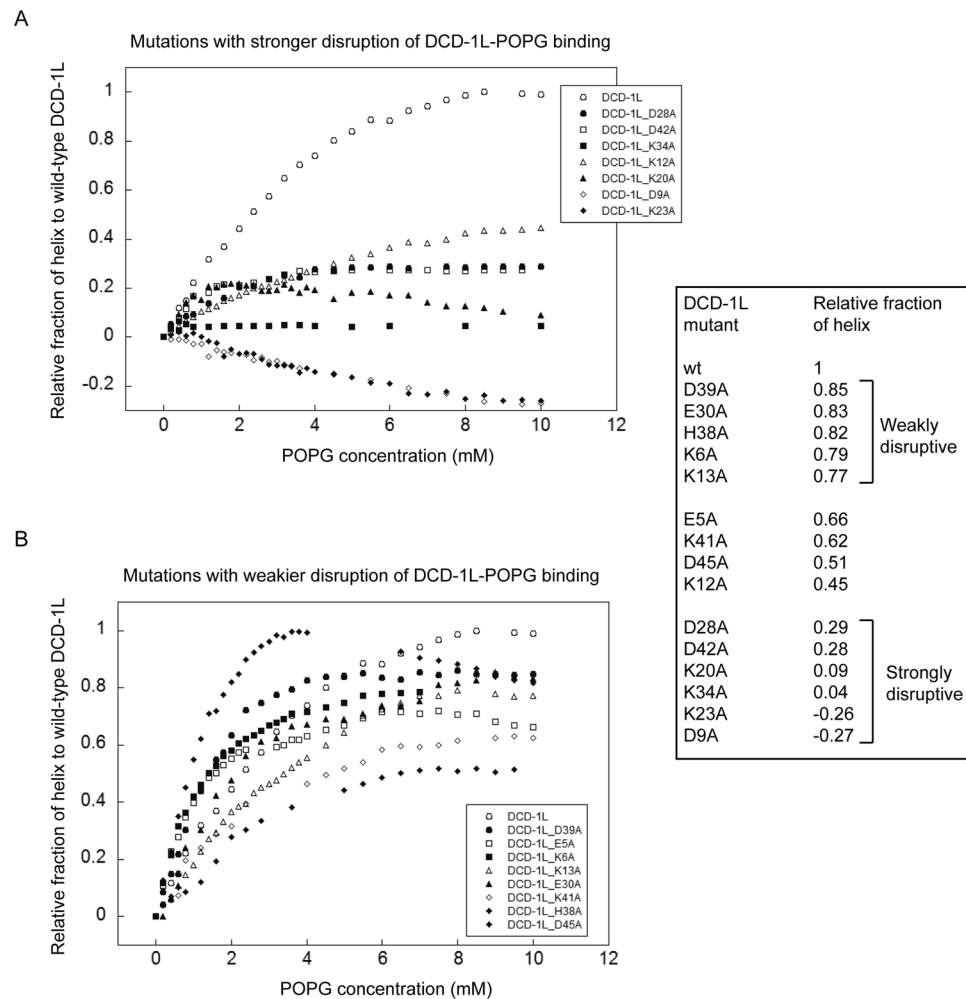 A
Mutations with stronger disruption of DCD-1L-POPG binding
Relative fraction of helix to wild-type DCD-1L
1
0.8
0.6
0.4
0.2
0
-0.2
0
2
4
6
8
10
12
POPG concentration (mM)
DCD-1L
DCD-1L_D28A
DCD-1L_D42A
DCD-1L_K34A
DCD-1L_K12A
DCD-1L_K20A
DCD-1L_D9A
DCD-1L_K23A
B
Mutations with weakier disruption of DCD-1L-POPG binding
Relative fraction of helix to wild-type DCD-1L
1
0.8
0.6
0.4
0.2
0
0
2
4
6
8
10
12
POPG concentration (mM)
DCD-1L
DCD-1L_D39A
DCD-1L_E5A
DCD-1L_K6A
DCD-1L_K13A
DCD-1L_E30A
DCD-1L_K41A
DCD-1L_H38A
DCD-1L_D45A
DCD-1L Relative fraction
mutant of helix
wt 1
D39A 0.85
E30A 0.83
H38A 0.82
K6A 0.79
K13A 0.77
Weakly
disruptive
E5A 0.66
K41A 0.62
D45A 0.51
K12A 0.45
D28A 0.29
D42A 0.28
K20A 0.09
K34A 0.04
K23A -0.26
D9A -0.27
Strongly
disruptive